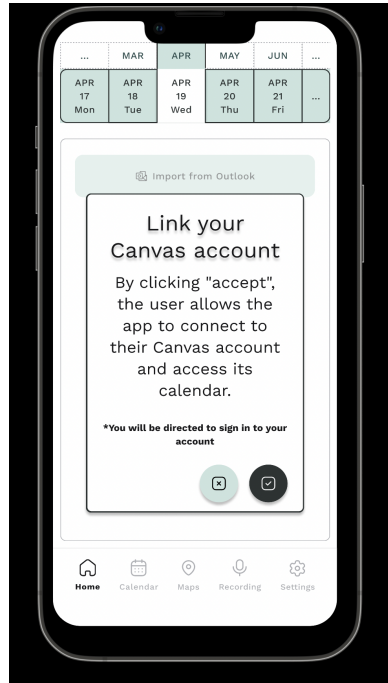 ... MAR APR MAY JUN ...
APR APR APR APR APR
17 18 19 20 21 ...
Mon Tue Wed Thu Fri
Import from Outlook
Link your
Canvas account
By clicking "accept",
the user allows the
app to connect to
their Canvas account
and access its
calendar.
*You will be directed to sign in to your
account
Home Calendar Maps Recording Settings